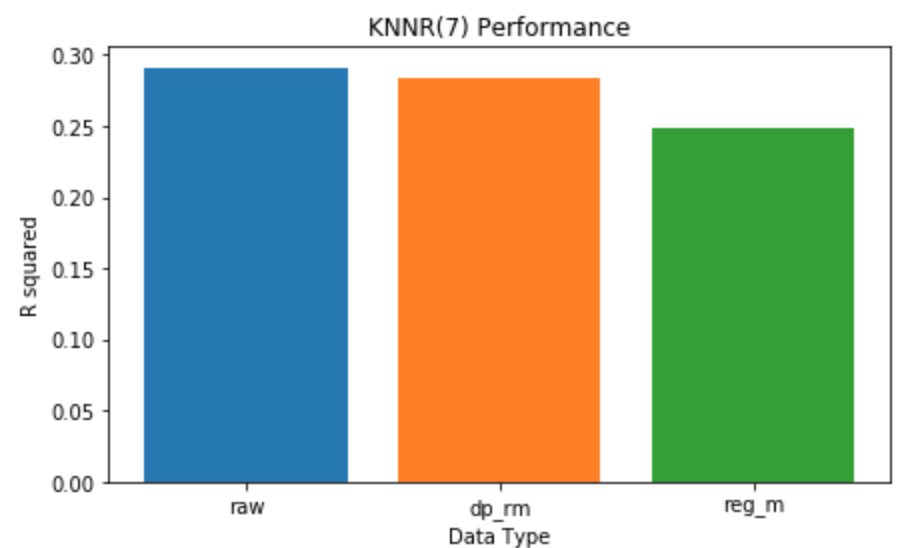 KNNR(7) Performance
R squared
0.30
0.25
0.20
0.15
0.10
0.05
0.00
raw dp_rm reg_m
Data Type